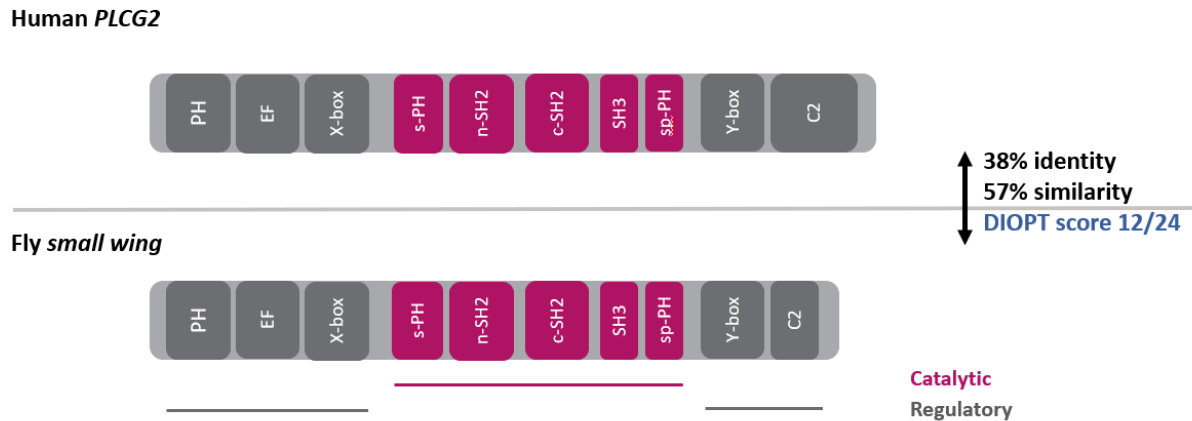 Human PLCG2
PH EF X-box s-PH n-SH2 c-SH2 SH3 sp-PH Y-box C2
38% identity
57% similarity
DIOPT score 12/24
Fly small wing
PH EF X-box s-PH n-SH2 c-SH2 SH3 sp-PH Y-box C2
Catalytic
Regulatory